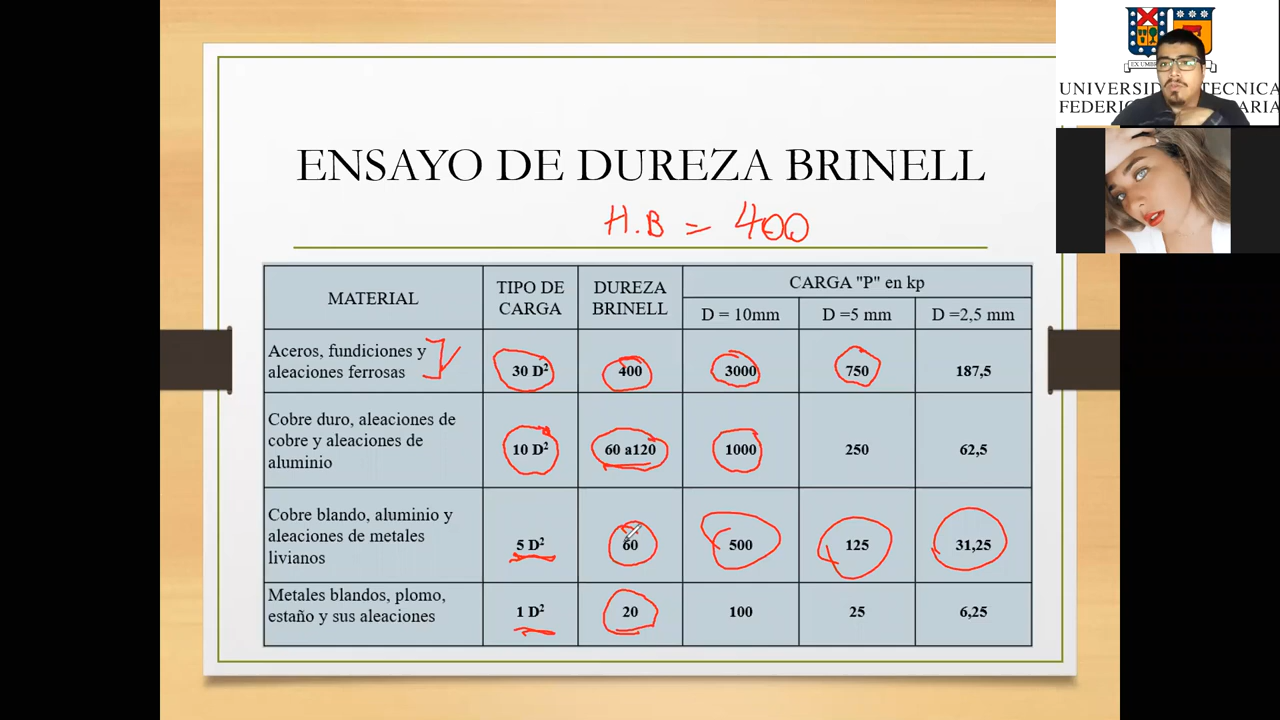 UNIVERSID TECNICA
FEDERIC ARIA
ENSAYO DE DUREZA BRINELL
H.B = 400
MATERIAL
TIPO DE CARGA
DUREZA BRINELL
CARGA "P" en kp
D = 10mm
D =5 mm
D =2,5 mm
Aceros, fundiciones y
aleaciones ferrosas
30 D²
400
3000
750
187,5
Cobre duro, aleaciones de
cobre y aleaciones de
aluminio
10 D²
60 a120
1000
250
62,5
Cobre blando, aluminio y
aleaciones de metales
livianos
5 D²
60
500
125
31,25
Metales blandos, plomo,
estaño y sus aleaciones
1 D²
20
100
25
6,25